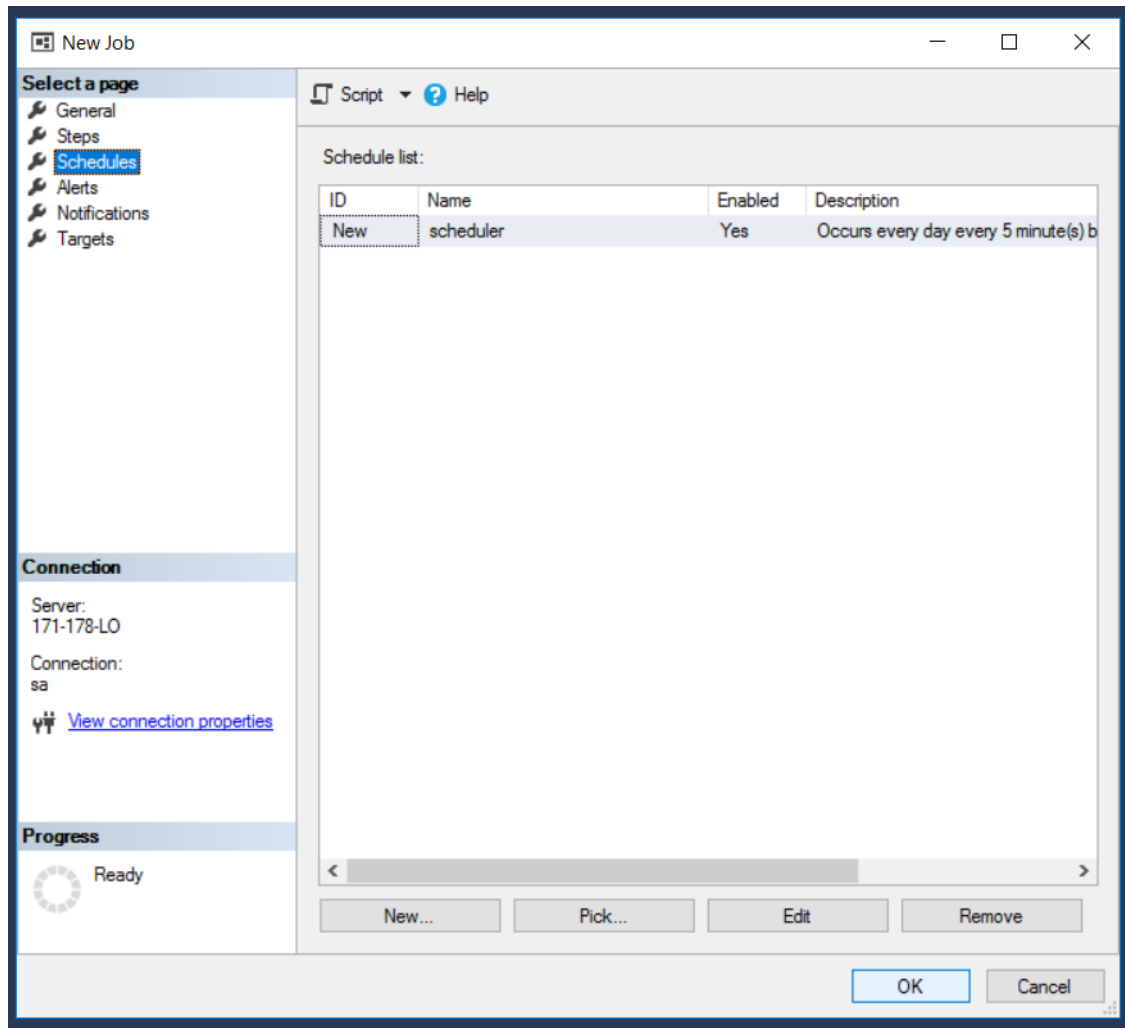 New Job
Select a page
General
Steps
Schedules
Alerts
Notifications
Targets
Connection
Server:
171-178-LO
Connection:
sa
View connection properties
Progress
Ready
Script Help
Schedule list:
ID Name Enabled Description
New scheduler Yes Occurs every day every 5 minute(s) b
New... Pick... Edit Remove
OK Cancel